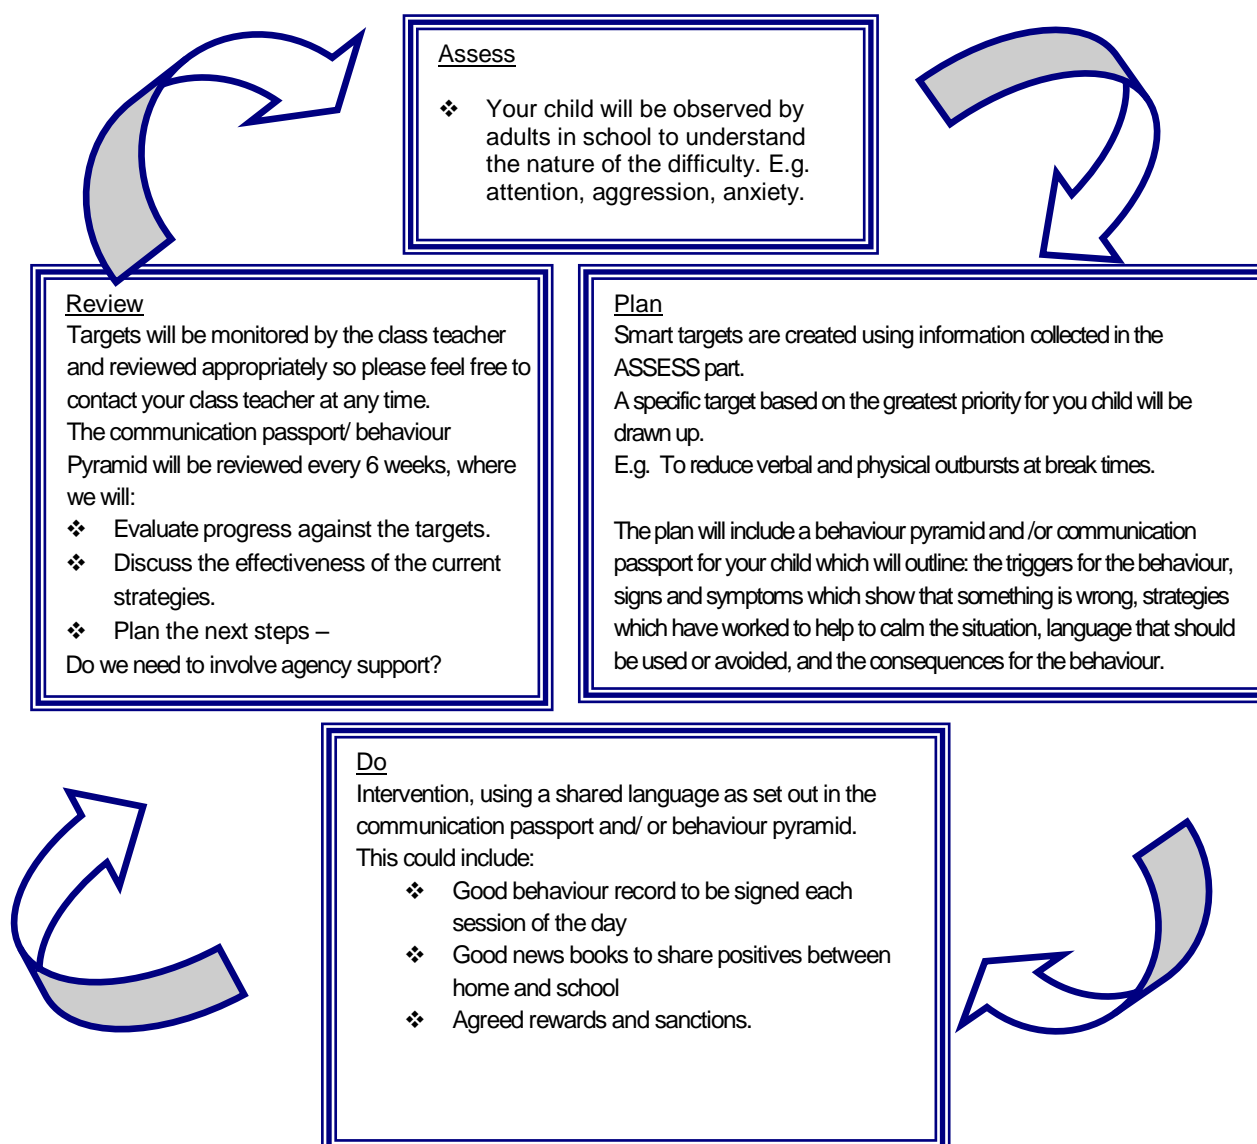 Assess
❖ Your child will be observed by
adults in school to understand
the nature of the difficulty. E.g.
attention, aggression, anxiety.
Review
Targets will be monitored by the class teacher
and reviewed appropriately so please feel free to
contact your class teacher at any time.
The communication passport/ behaviour
Pyramid will be reviewed every 6 weeks, where
we will:
❖ Evaluate progress against the targets.
❖ Discuss the effectiveness of the current
strategies.
❖ Plan the next steps –
Do we need to involve agency support?
Plan
Smart targets are created using information collected in the
ASSESS part.
A specific target based on the greatest priority for you child will be
drawn up.
E.g. To reduce verbal and physical outbursts at break times.
The plan will include a behaviour pyramid and /or communication
passport for your child which will outline: the triggers for the behaviour,
signs and symptoms which show that something is wrong, strategies
which have worked to help to calm the situation, language that should
be used or avoided, and the consequences for the behaviour.
Do
Intervention, using a shared language as set out in the
communication passport and/ or behaviour pyramid.
This could include:
❖ Good behaviour record to be signed each
session of the day
❖ Good news books to share positives between
home and school
❖ Agreed rewards and sanctions.